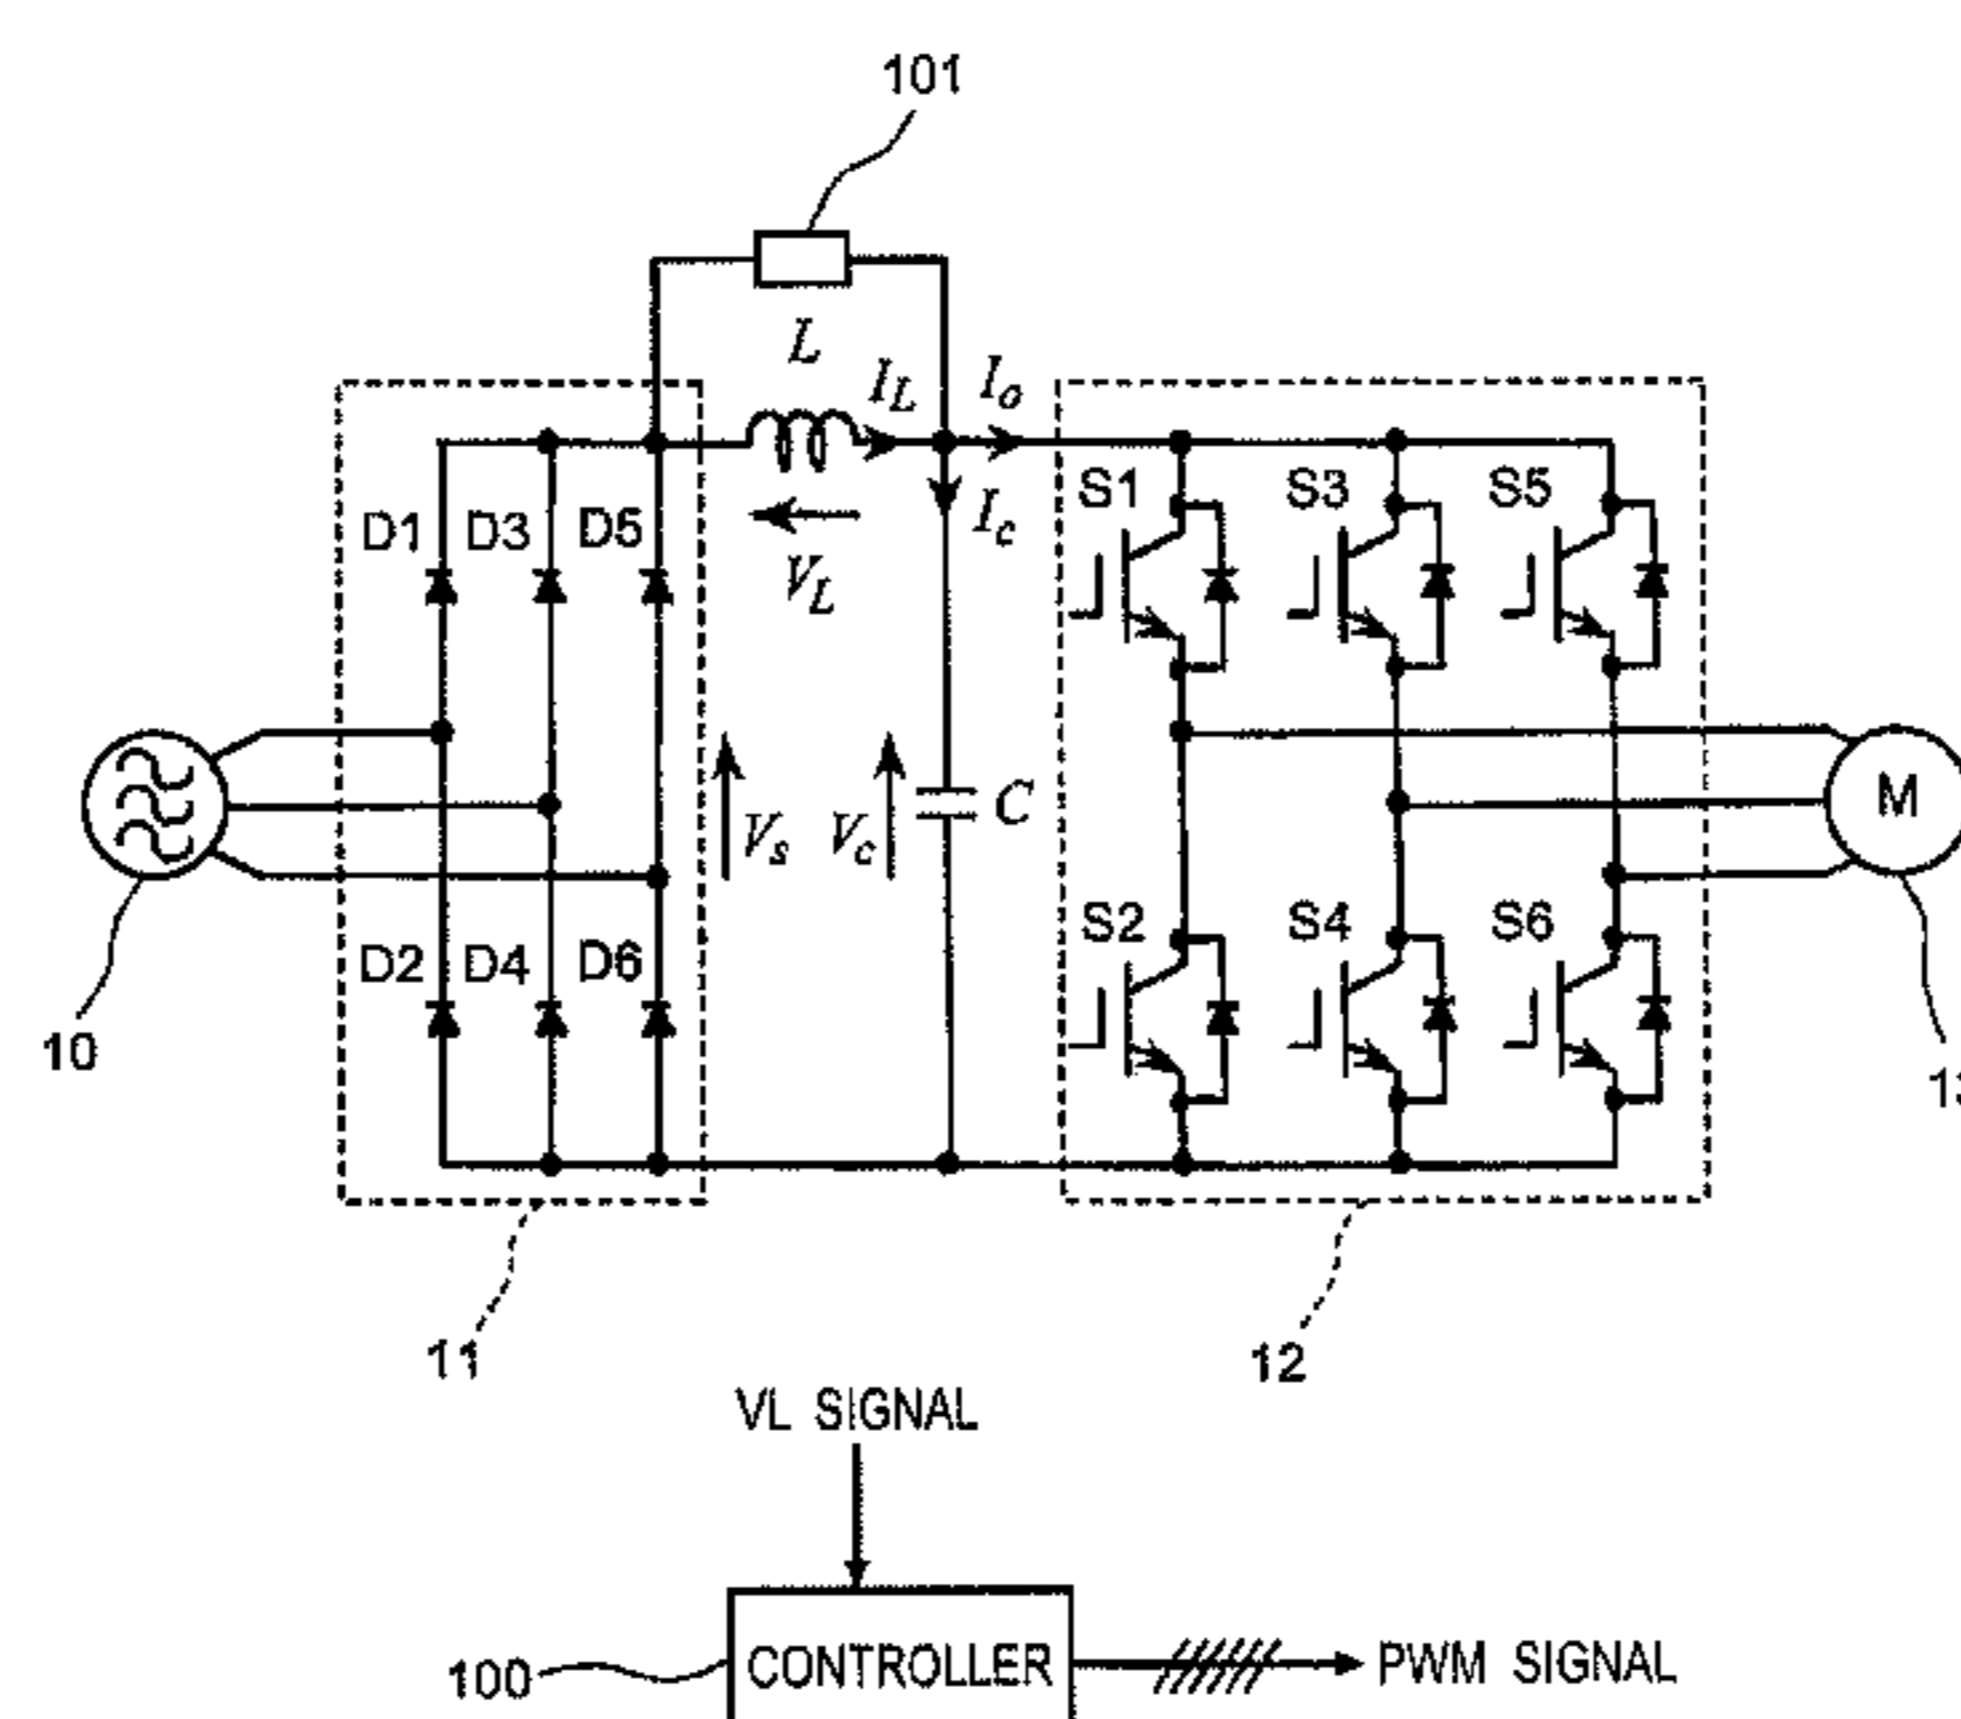 101
L
I_L
I_o
D1
D3
D5
V_L
I_c
S1
S3
S5
V_s
V_c
C
M
10
D2
D4
D6
S2
S4
S6
11
12
VL SIGNAL
100
CONTROLLER
PWM SIGNAL